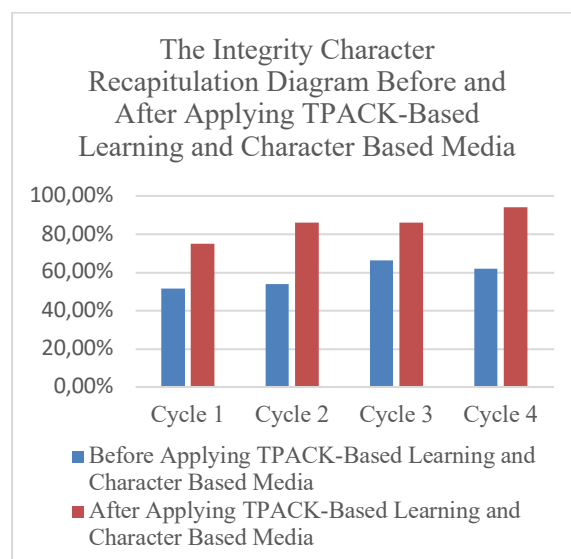 The Integrity Character
Recapitulation Diagram Before and
After Applying TPACK-Based
Learning and Character Based Media
100,00%
80,00%
60,00%
40,00%
20,00%
0,00%
Cycle 1 Cycle 2 Cycle 3 Cycle 4
Before Applying TPACK-Based Learning and
Character Based Media
After Applying TPACK-Based Learning and
Character Based Media